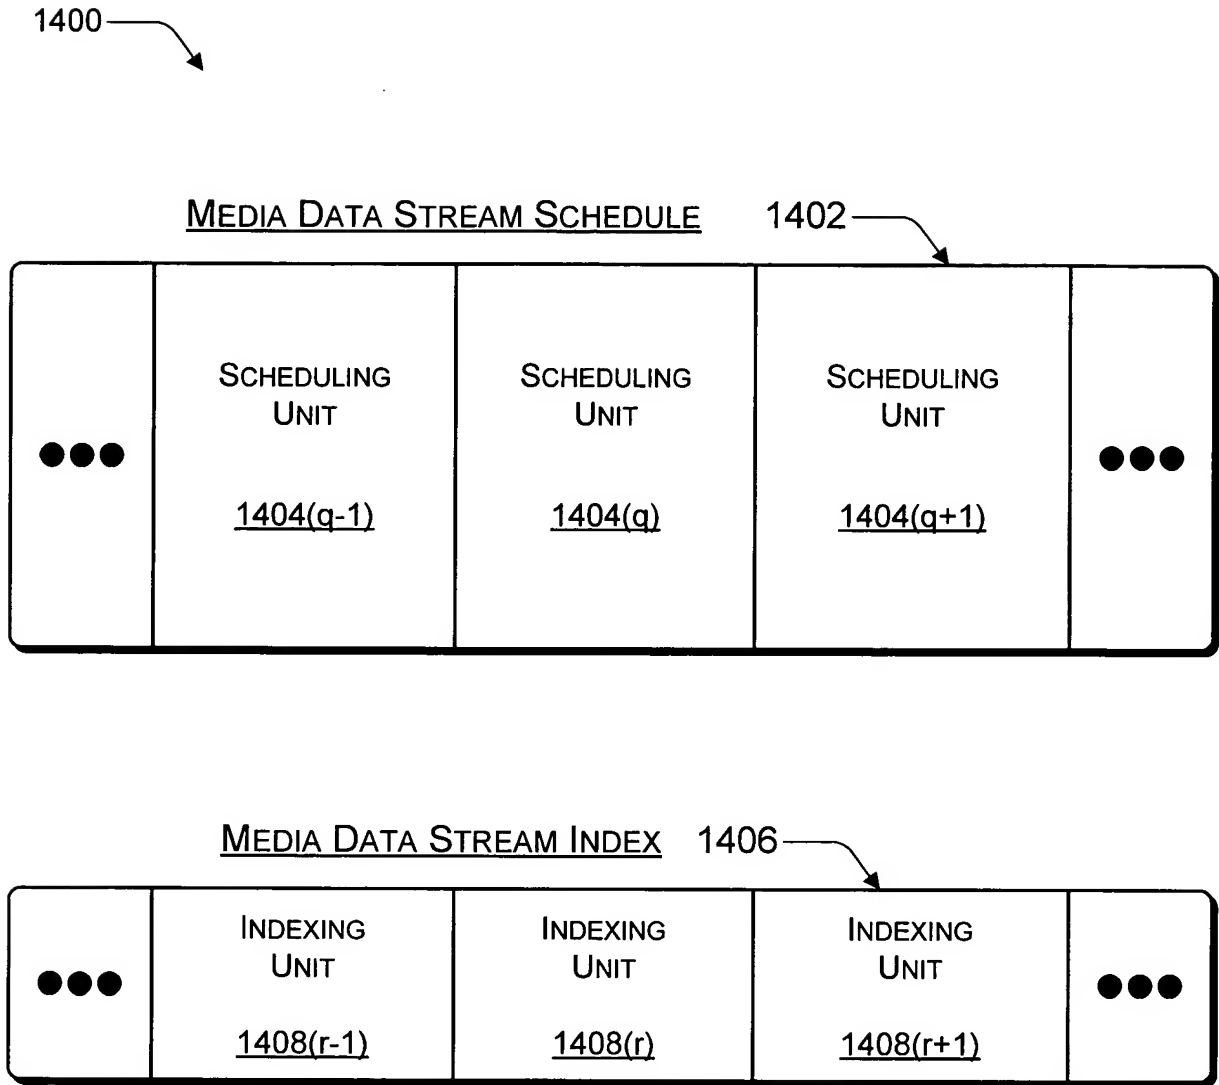 1400
MEDIA DATA STREAM SCHEDULE 1402
SCHEDULING UNIT
1404(q-1)
SCHEDULING UNIT
1404(q)
SCHEDULING UNIT
1404(q+1)
MEDIA DATA STREAM INDEX 1406
INDEXING UNIT
1408(r-1)
INDEXING UNIT
1408(r)
INDEXING UNIT
1408(r+1)